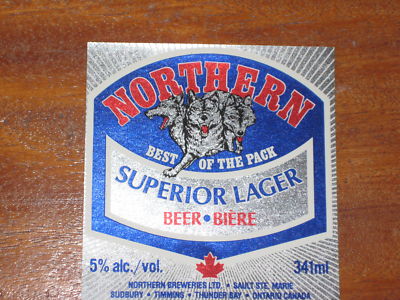 NORTHERN
BEST OF THE PACK
SUPERIOR LAGER
BEER • BIÈRE
5% alc./vol. 341ml
NORTHERN BREWERIES LTD. • SAULT STE. MARIE
SUDBURY • TIMMINS • THUNDER BAY • ONTARIO CANADA